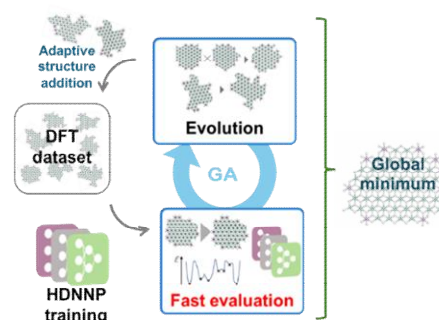 Adaptive
structure
addition
DFT
dataset
HDNNP
training
Evolution
GA
Fast evaluation
Global
minimum